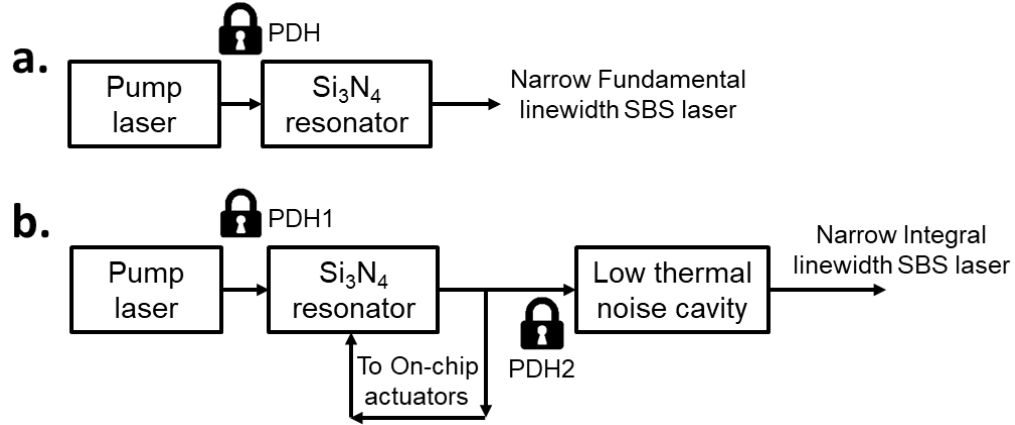 a.
PDH
Pump
laser
Si₃N₄
resonator
Narrow Fundamental
linewidth SBS laser
b.
PDH1
Pump
laser
Si₃N₄
resonator
To On-chip
actuators
PDH2
Low thermal
noise cavity
Narrow Integral
linewidth SBS laser